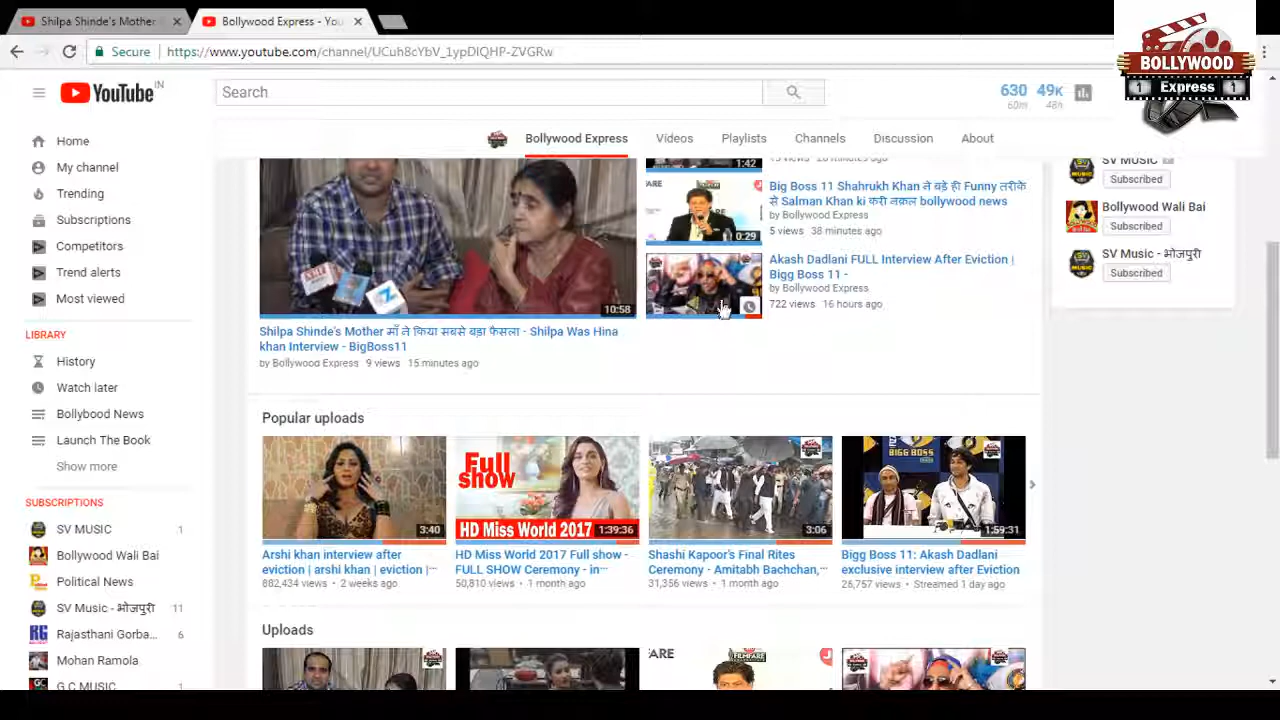 Shilpa Shinde's Mother
Bollywood Express - You
Secure
https://www.youtube.com/channel/UCuh8cYbV_1ypDIQHP-ZVGRw
BOLLYWOOD
1 Express 1
YouTube IN
Search
630 49K
60m 48h
Bollywood Express Videos Playlists Channels Discussion About
Home
My channel
Trending
Subscriptions
Competitors
Trend alerts
Most viewed
LIBRARY
History
Watch later
Bollybood News
Launch The Book
Show more
SUBSCRIPTIONS
SV MUSIC 1
Bollywood Wali Bai
Political News
SV Music - भोजपुरी 11
Rajasthani Gorba... 6
Mohan Ramola
G.C MUSIC 1
10:58
Shilpa Shinde's Mother माँ ने किया सबसे बड़ा फैसला - Shilpa Was Hina
khan Interview - BigBoss11
by Bollywood Express 9 views 15 minutes ago
1:42
minutes ago
0:29
Big Boss 11 Shahrukh Khan ने बड़े ही Funny तरीके
से Salman Khan ki करी नक़ल bollywood news
by Bollywood Express
5 views 38 minutes ago
Akash Dadlani FULL Interview After Eviction |
Bigg Boss 11 -
by Bollywood Express
722 views 16 hours ago
SV MUSIC
Subscribed
Bollywood Wali Bai
Subscribed
SV Music - भोजपुरी
Subscribed
Popular uploads
3:40
Arshi khan interview after
eviction | arshi khan | eviction |...
882,434 views • 2 weeks ago
Full
show
HD Miss World 2017 1:39:36
HD Miss World 2017 Full show -
FULL SHOW Ceremony - in...
50,810 views • 1 month ago
3:06
Shashi Kapoor's Final Rites
Ceremony - Amitabh Bachchan,...
31,356 views • 1 month ago
BIGG BOSS
1:59:31
Bigg Boss 11: Akash Dadlani
exclusive interview after Eviction
26,757 views • Streamed 1 day ago
Uploads
FARE
FILMFARE